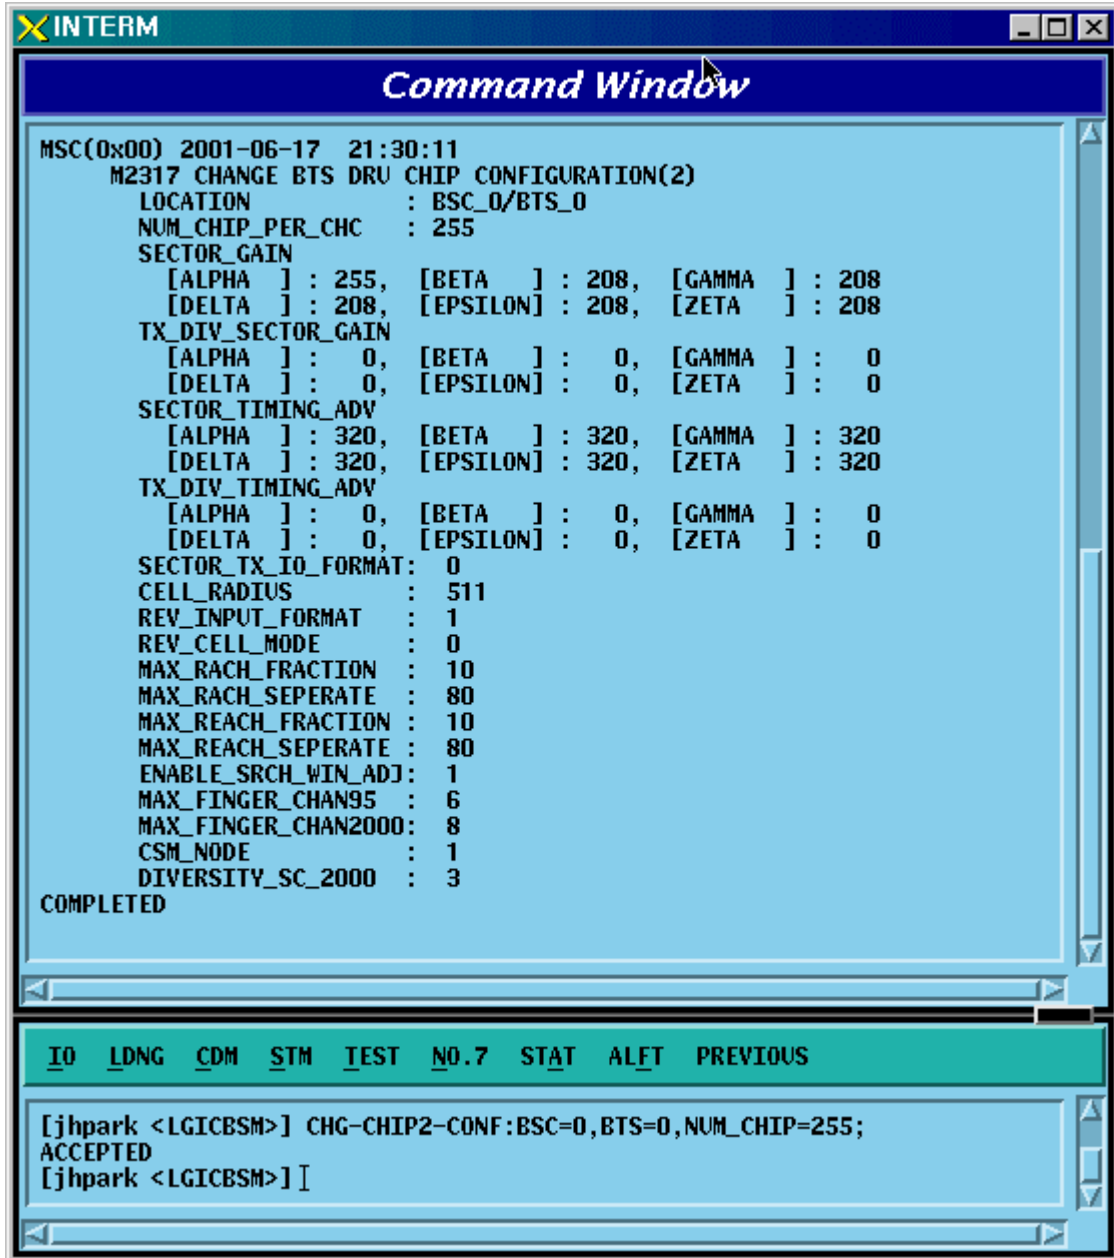 INTERM
Command Window
MSC(0x00) 2001-06-17  21:30:11
M2317 CHANGE BTS DRU CHIP CONFIGURATION(2)
LOCATION : BSC_0/BTS_0
NUM_CHIP_PER_CHC : 255
SECTOR_GAIN
[ALPHA  ] : 255,  [BETA   ] : 208,  [GAMMA  ] : 208
[DELTA  ] : 208,  [EPSILON] : 208,  [ZETA   ] : 208
TX_DIV_SECTOR_GAIN
[ALPHA  ] :   0,  [BETA   ] :   0,  [GAMMA  ] :   0
[DELTA  ] :   0,  [EPSILON] :   0,  [ZETA   ] :   0
SECTOR_TIMING_ADV
[ALPHA  ] : 320,  [BETA   ] : 320,  [GAMMA  ] : 320
[DELTA  ] : 320,  [EPSILON] : 320,  [ZETA   ] : 320
TX_DIV_TIMING_ADV
[ALPHA  ] :   0,  [BETA   ] :   0,  [GAMMA  ] :   0
[DELTA  ] :   0,  [EPSILON] :   0,  [ZETA   ] :   0
SECTOR_TX_IO_FORMAT:  0
CELL_RADIUS        :  511
REV_INPUT_FORMAT   :  1
REV_CELL_MODE      :  0
MAX_RACH_FRACTION  :  10
MAX_RACH_SEPERATE  :  80
MAX_REACH_FRACTION :  10
MAX_REACH_SEPERATE :  80
ENABLE_SRCH_WIN_ADJ:  1
MAX_FINGER_CHAN95  :  6
MAX_FINGER_CHAN2000:  8
CSM_NODE           :  1
DIVERSITY_SC_2000  :  3
COMPLETED
IO LDNG CDM STM TEST NO.7 STAT ALFT PREVIOUS
[jhpark <LGICBSM>] CHG-CHIP2-CONF:BSC=0,BTS=0,NUM_CHIP=255;
ACCEPTED
[jhpark <LGICBSM>]